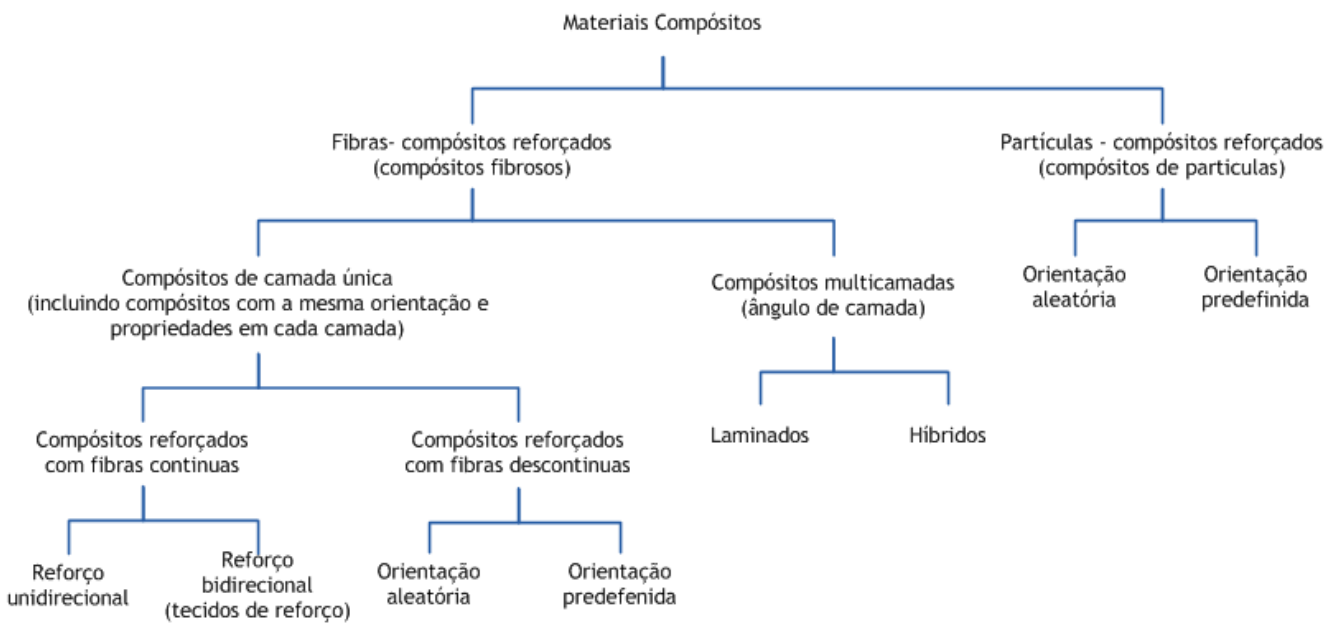 Materiais Compósitos
Fibras- compósitos reforçados
(compósitos fibrosos)
Partículas - compósitos reforçados
(compósitos de particulas)
Compósitos de camada única
(incluindo compósitos com a mesma orientação e
propriedades em cada camada)
Compósitos multicamadas
(ângulo de camada)
Orientação
aleatória
Orientação
predefinida
Compósitos reforçados
com fibras continuas
Compósitos reforçados
com fibras descontinuas
Laminados
Híbridos
Reforço
unidirecional
Reforço
bidirecional
(tecidos de reforço)
Orientação
aleatória
Orientação
predefenida